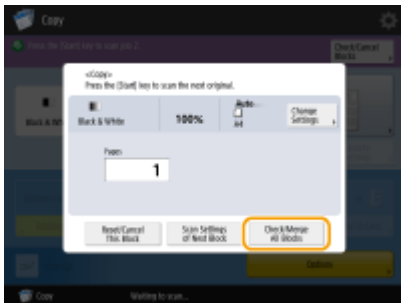 Copy
Press the [Start] key to scan job 2.
Check/Cancel
Blocks
<Copy>
Press the [Start] key to scan the next original.
Black & White
100%
Auto
A4
Change
Settings
Pages
1
Reset/Cancel
This Block
Scan Settings
of Next Block
Check/Merge
All Blocks
Options
Copy
Waiting to scan...